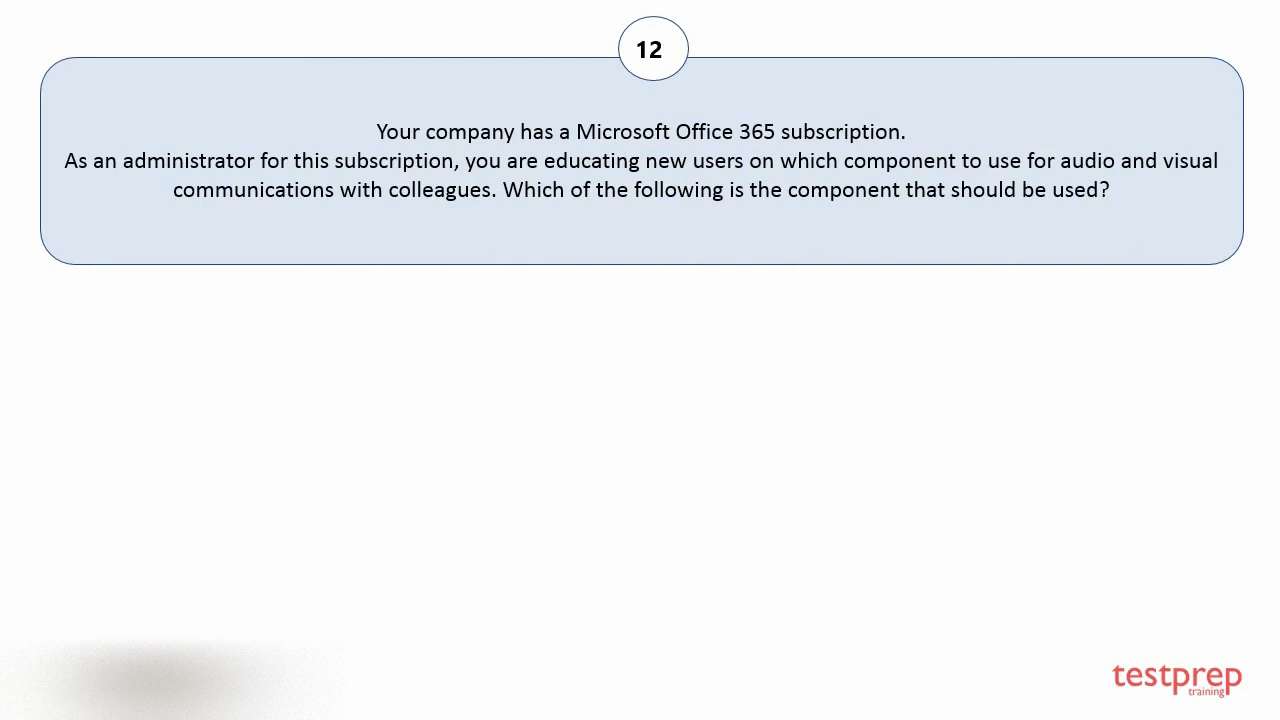 12
Your company has a Microsoft Office 365 subscription.
As an administrator for this subscription, you are educating new users on which component to use for audio and visual
communications with colleagues. Which of the following is the component that should be used?
testprep
training